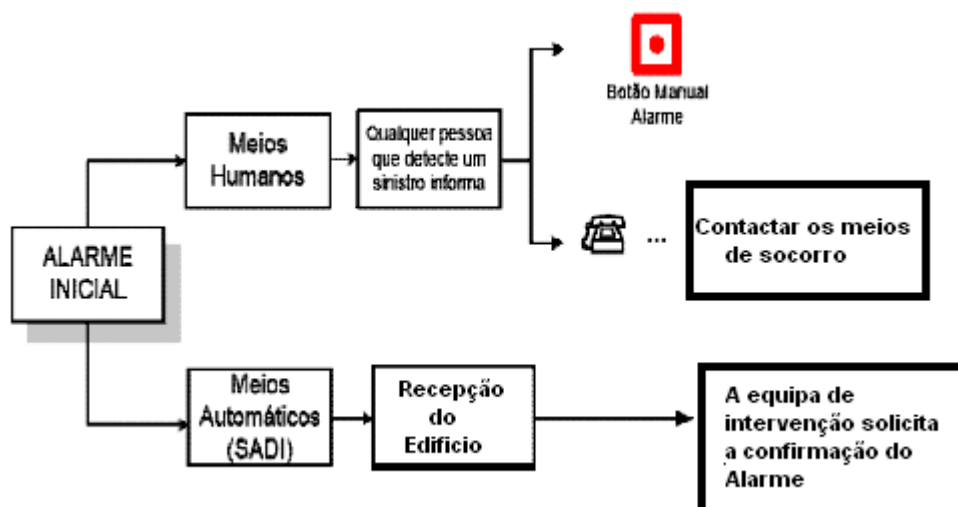 ALARME
INICIAL
Meios
Humanos
Qualquer pessoa
que detecte um
sinistro informa
Botão Manual
Alarme
...
Contactar os meios
de socorro
Meios
Automáticos
(SADI)
Recepção
do
Edificio
A equipa de
intervenção solicita
a confirmação do
Alarme